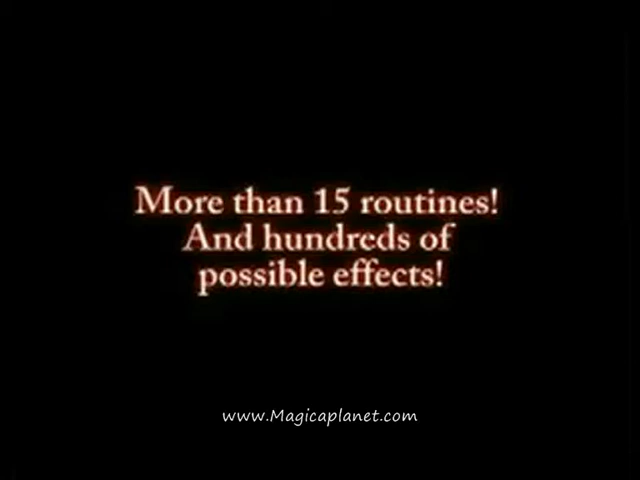 More than 15 routines!
And hundreds of
possible effects!
www.Magicaplanet.com